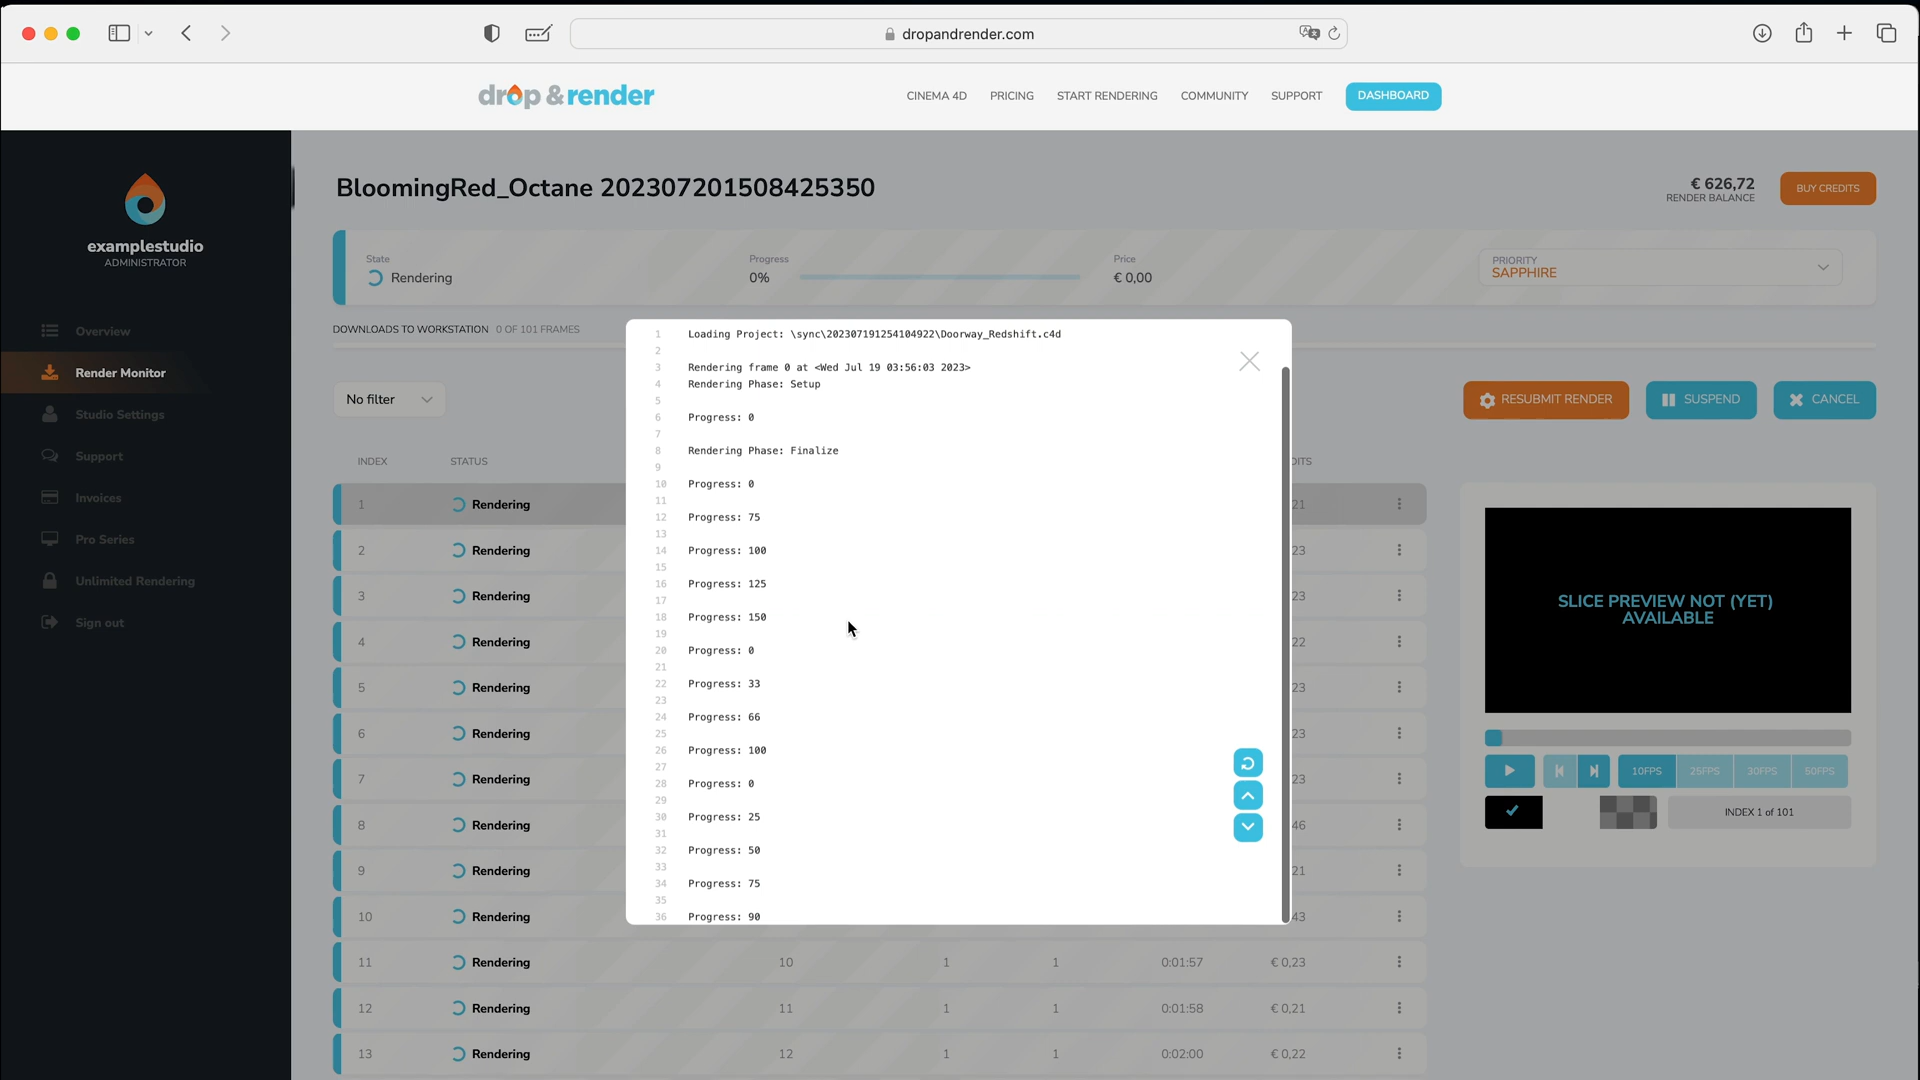 dropandrender.com
drop & render
CINEMA 4D PRICING START RENDERING COMMUNITY SUPPORT DASHBOARD
examplestudio
ADMINISTRATOR
Overview
Render Monitor
Studio Settings
Support
Invoices
Pro Series
Unlimited Rendering
Sign out
BloomingRed_Octane 202307201508425350
€ 626,72
RENDER BALANCE
BUY CREDITS
State
Rendering
Progress
0%
Price
€ 0,00
PRIORITY
SAPPHIRE
DOWNLOADS TO WORKSTATION 0 OF 101 FRAMES
No filter
RESUBMIT RENDER SUSPEND CANCEL
INDEX STATUS
1 Rendering 21
2 Rendering 23
3 Rendering 23
4 Rendering 22
5 Rendering 23
6 Rendering 23
7 Rendering 23
8 Rendering 46
9 Rendering 21
10 Rendering 43
11 Rendering 10 1 1 0:01:57 € 0,23
12 Rendering 11 1 1 0:01:58 € 0,21
13 Rendering 12 1 1 0:02:00 € 0,22
1 Loading Project: \sync\202307191254104922\Doorway_Redshift.c4d
2
3 Rendering frame 0 at <Wed Jul 19 03:56:03 2023>
4 Rendering Phase: Setup
5
6 Progress: 0
7
8 Rendering Phase: Finalize
9
10 Progress: 0
11
12 Progress: 75
13
14 Progress: 100
15
16 Progress: 125
17
18 Progress: 150
19
20 Progress: 0
21
22 Progress: 33
23
24 Progress: 66
25
26 Progress: 100
27
28 Progress: 0
29
30 Progress: 25
31
32 Progress: 50
33
34 Progress: 75
35
36 Progress: 90
SLICE PREVIEW NOT (YET)
AVAILABLE
10FPS 25FPS 30FPS 50FPS
INDEX 1 of 101